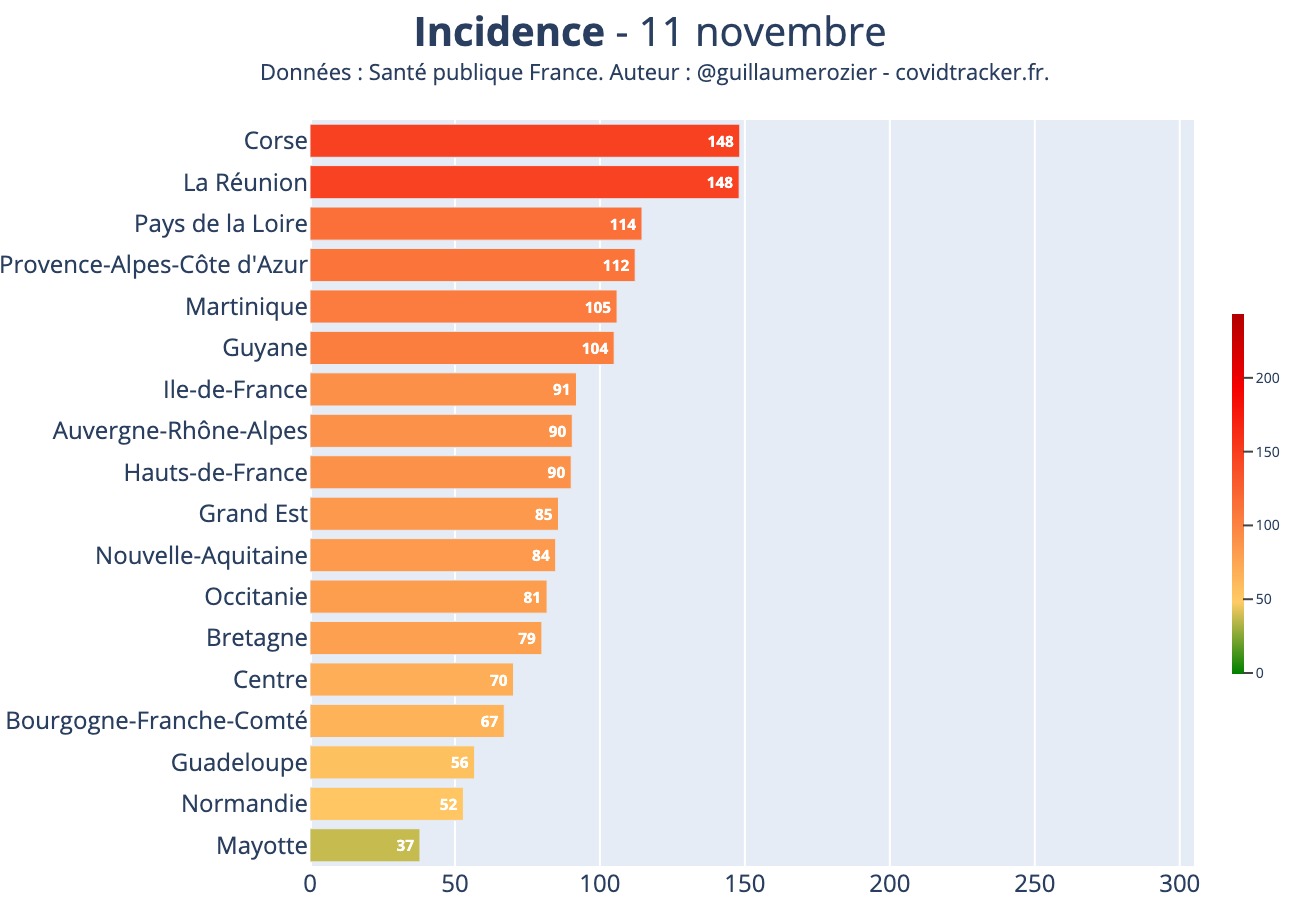 Incidence - 11 novembre
Données : Santé publique France. Auteur : @guillaumerozier - covidtracker.fr.
Corse 148
La Réunion 148
Pays de la Loire 114
Provence-Alpes-Côte d'Azur 112
Martinique 105
Guyane 104
Ile-de-France 91
Auvergne-Rhône-Alpes 90
Hauts-de-France 90
Grand Est 85
Nouvelle-Aquitaine 84
Occitanie 81
Bretagne 79
Centre 70
Bourgogne-Franche-Comté 67
Guadeloupe 56
Normandie 52
Mayotte 37
0 50 100 150 200 250 300
200
150
100
50
0